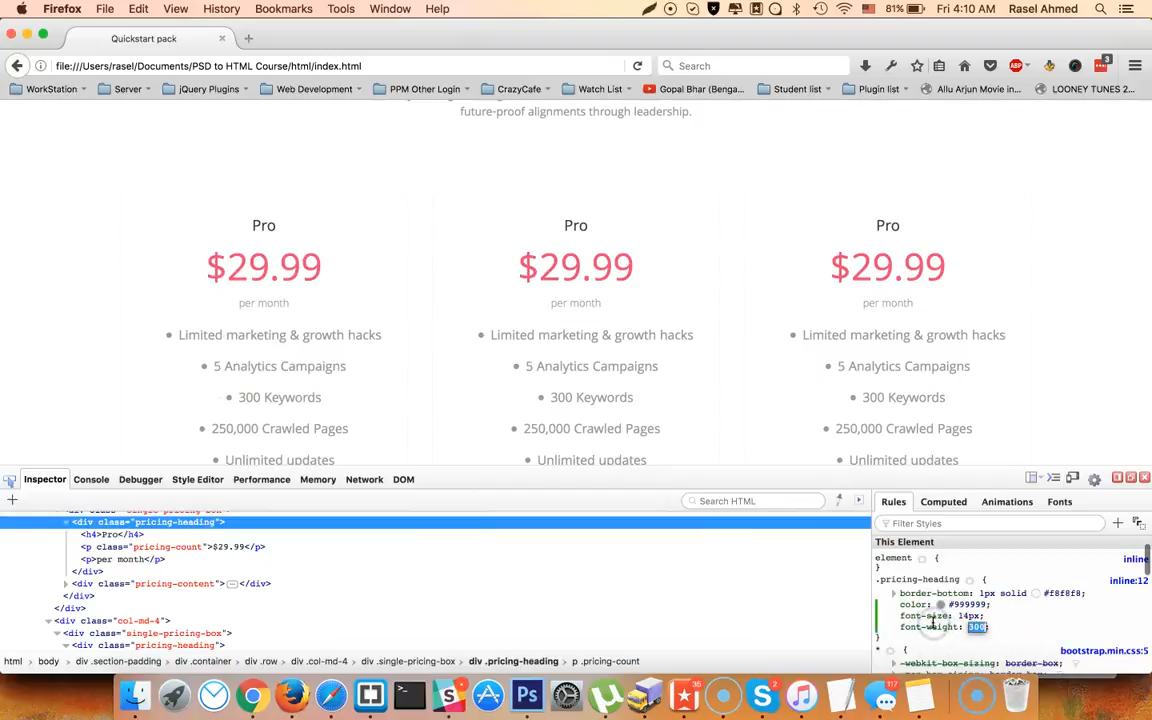 Firefox File Edit View History Bookmarks Tools Window Help 81% Fri 4:10 AM Rasel Ahmed
Quickstart pack
file:///Users/rasel/Documents/PSD to HTML Course/html/index.html Search ABP 3
WorkStation Server jQuery Plugins Web Development PPM Other Login CrazyCafe Watch List Gopal Bhar (Benga... Student list Plugin list Allu Arjun Movie in... LOONEY TUNES 2...
future-proof alignments through leadership.
Pro Pro Pro
$29.99 $29.99 $29.99
per month per month per month
Limited marketing & growth hacks Limited marketing & growth hacks Limited marketing & growth hacks
5 Analytics Campaigns 5 Analytics Campaigns 5 Analytics Campaigns
300 Keywords 300 Keywords 300 Keywords
250,000 Crawled Pages 250,000 Crawled Pages 250,000 Crawled Pages
Unlimited updates Unlimited updates Unlimited updates
Inspector Console Debugger Style Editor Performance Memory Network DOM
Search HTML Rules Computed Animations Fonts
<div class="pricing-heading"> Filter Styles
<h4>Pro</h4>
<p class="pricing-count">$29.99</p>
<p>per month</p>
</div>
<div class="pricing-content"> </div>
</div>
</div>
<div class="col-md-4">
<div class="single-pricing-box">
<div class="pricing-heading">
This Element
element { inline
}
.pricing-heading { inline:12
border-bottom: 1px solid #f8f8f8;
color: #999999;
font-size: 14px;
font-weight: 300;
}
* { bootstrap.min.css:5
-webkit-box-sizing: border-box;
html body div .section-padding div .container div .row div .col-md-4 div .single-pricing-box div .pricing-heading p .pricing-count
36 2 117